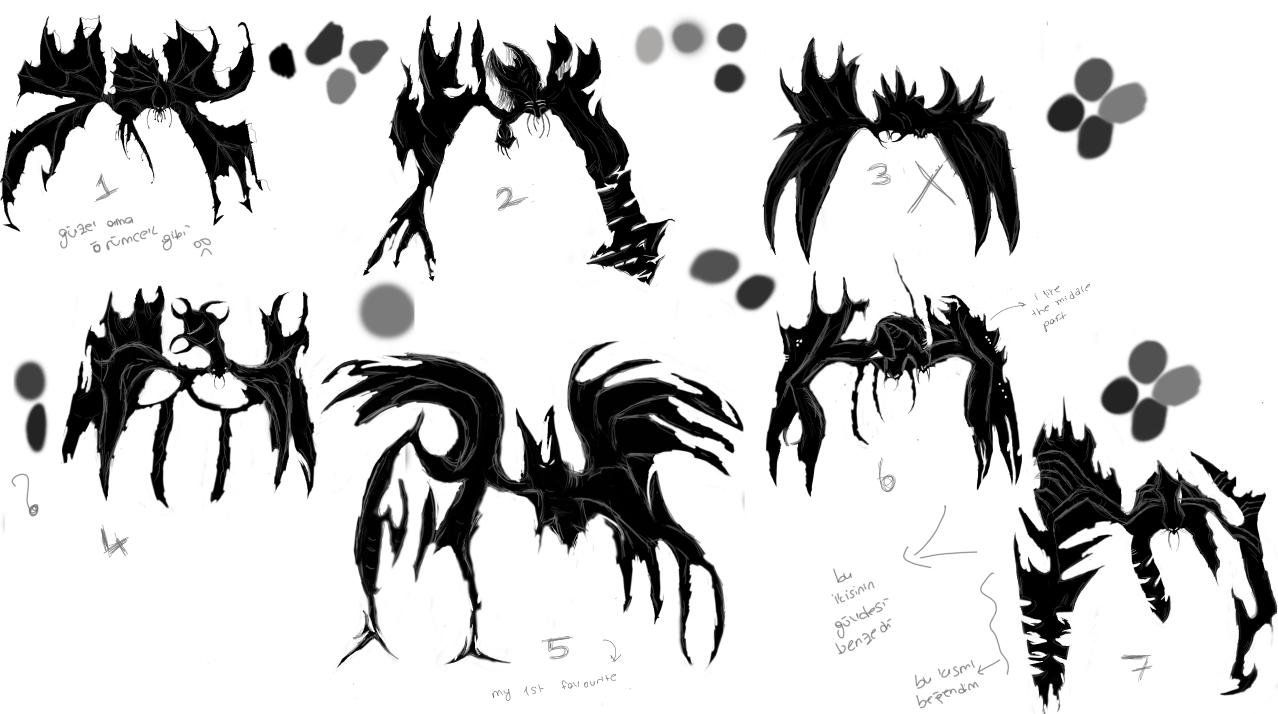 1
güzel ama
örümcek gibi
2
3 X
4
5
my 1st favourite
I like
the middle
part
6
bu
ikisinin
gövdesi
benzedi
bu kısmı
beğendim
7